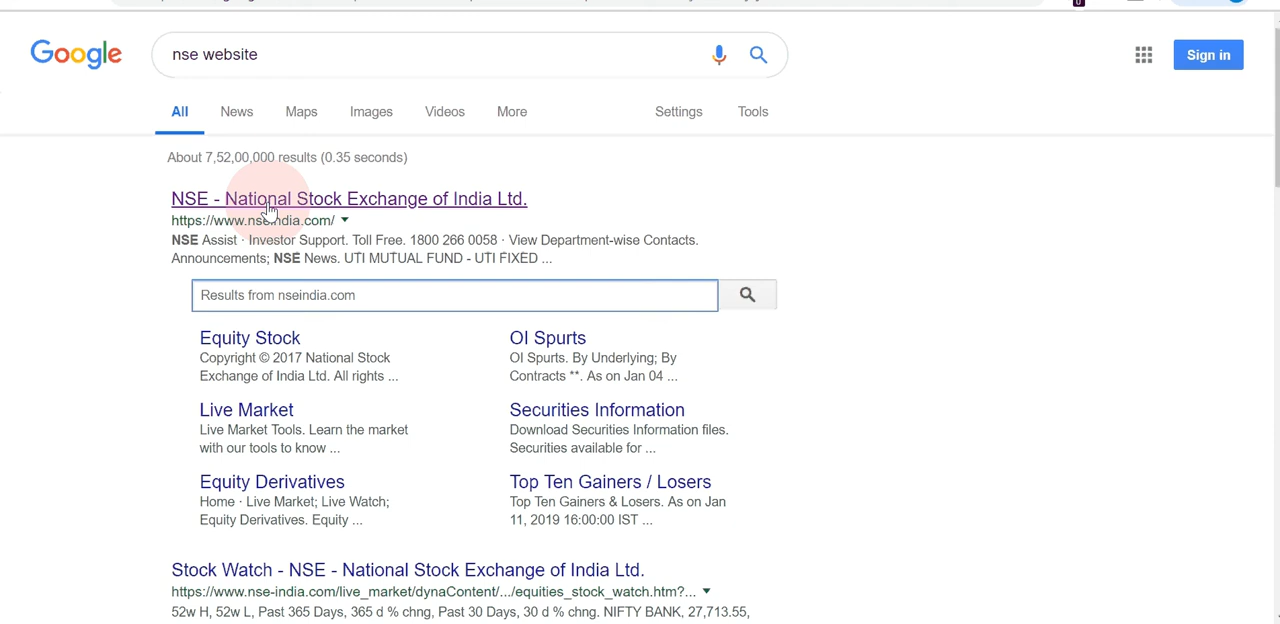 Google
nse website
Sign in
All News Maps Images Videos More Settings Tools
About 7,52,00,000 results (0.35 seconds)
NSE - National Stock Exchange of India Ltd.
https://www.nseindia.com/
NSE Assist · Investor Support. Toll Free. 1800 266 0058 · View Department-wise Contacts.
Announcements; NSE News. UTI MUTUAL FUND - UTI FIXED ...
Results from nseindia.com
Equity Stock
Copyright © 2017 National Stock
Exchange of India Ltd. All rights ...
OI Spurts
OI Spurts. By Underlying; By
Contracts **. As on Jan 04 ...
Live Market
Live Market Tools. Learn the market
with our tools to know ...
Securities Information
Download Securities Information files.
Securities available for ...
Equity Derivatives
Home · Live Market; Live Watch;
Equity Derivatives. Equity ...
Top Ten Gainers / Losers
Top Ten Gainers & Losers. As on Jan
11, 2019 16:00:00 IST ...
Stock Watch - NSE - National Stock Exchange of India Ltd.
https://www.nse-india.com/live_market/dynaContent/.../equities_stock_watch.htm?...
52w H, 52w L, Past 365 Days, 365 d % chng, Past 30 Days, 30 d % chng. NIFTY BANK, 27,713.55,